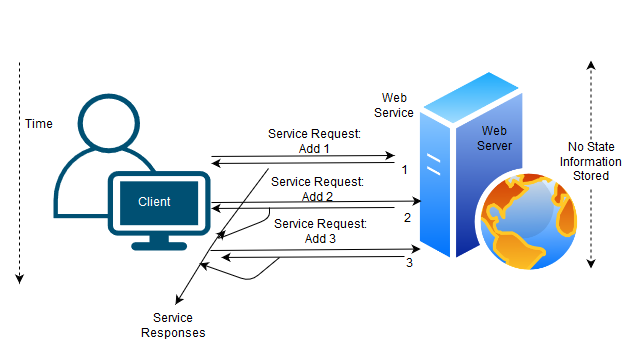 Time
Client
Service Request:
Add 1
1
Service Request:
Add 2
2
Service Request:
Add 3
3
Service
Responses
Web
Service
Web
Server
No State
Information
Stored